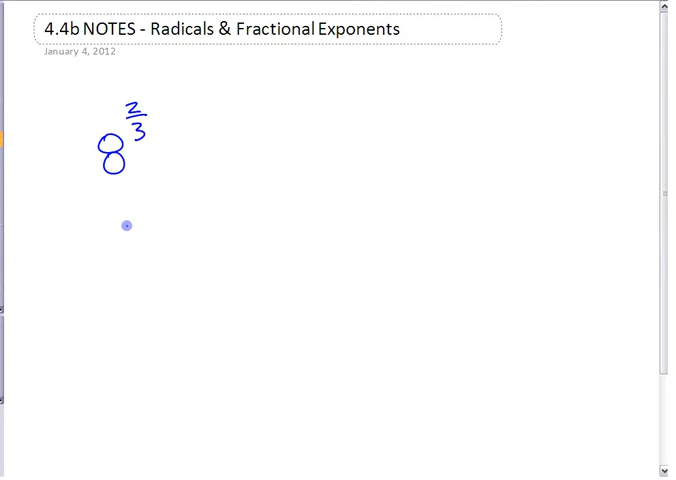 4.4b NOTES - Radicals & Fractional Exponents
January 4, 2012
8^(2/3)